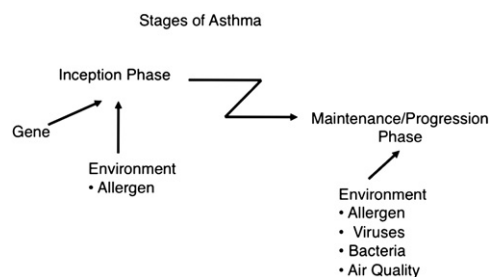 Stages of Asthma
Inception Phase
Gene
Environment
• Allergen
Maintenance/Progression
Phase
Environment
• Allergen
• Viruses
• Bacteria
• Air Quality